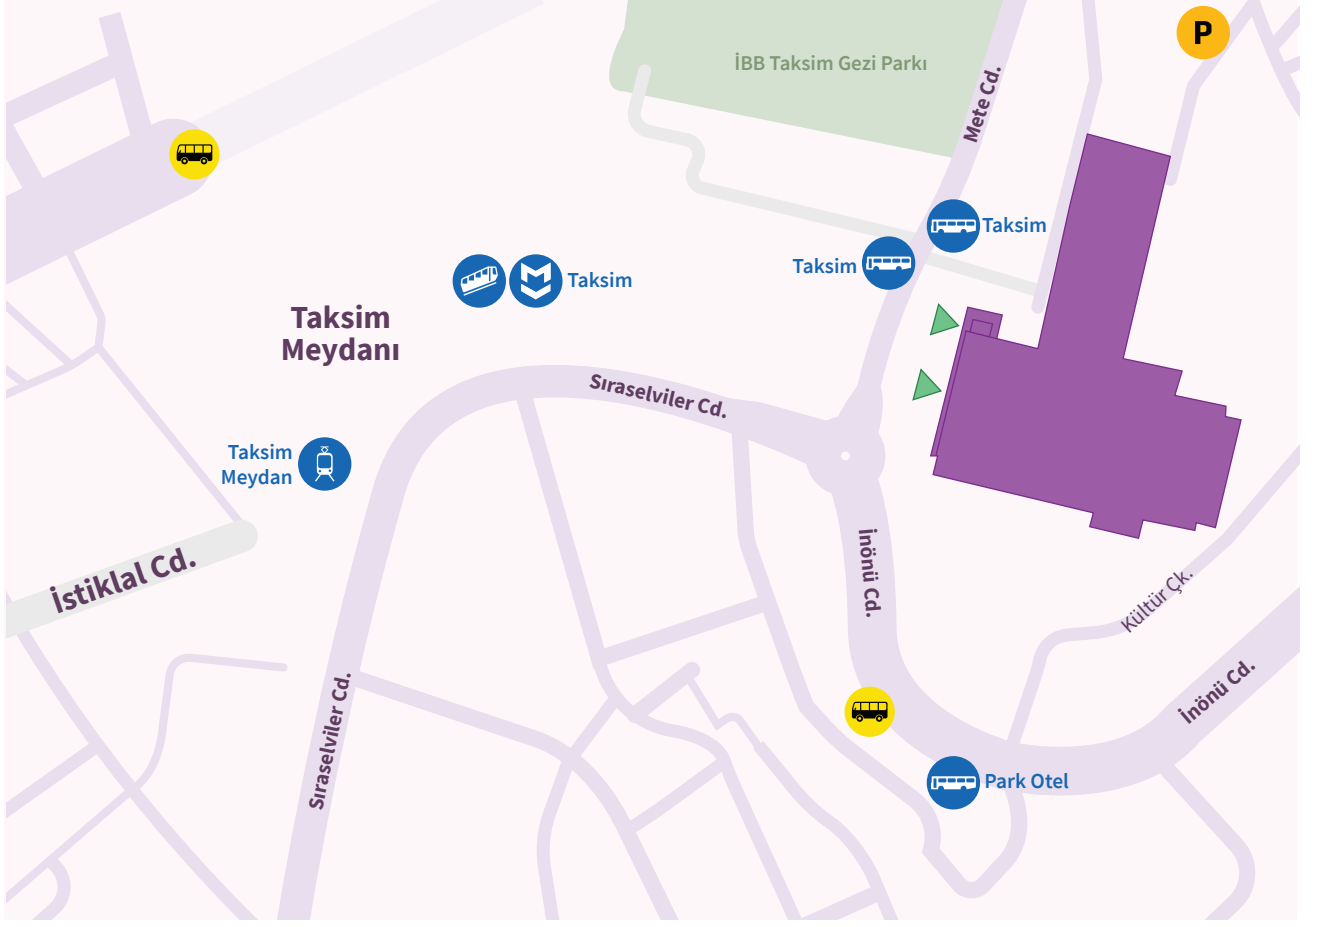 P
İBB Taksim Gezi Parkı
Mete Cd.
Taksim
Taksim
Taksim
Taksim
Meydanı
Sıraselviler Cd.
Taksim
Meydan
İstiklal Cd.
İnönü Cd.
Kültür Çk.
İnönü Cd.
Sıraselviler Cd.
Park Otel